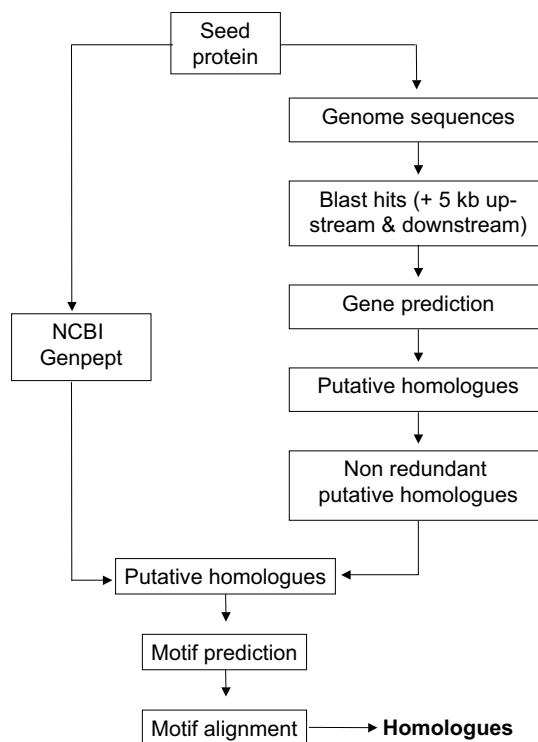 Seed
protein
Genome sequences
Blast hits (+ 5 kb up-
stream & downstream)
Gene prediction
NCBI
Genpept
Putative homologues
Non redundant
putative homologues
Putative homologues
Motif prediction
Motif alignment
Homologues